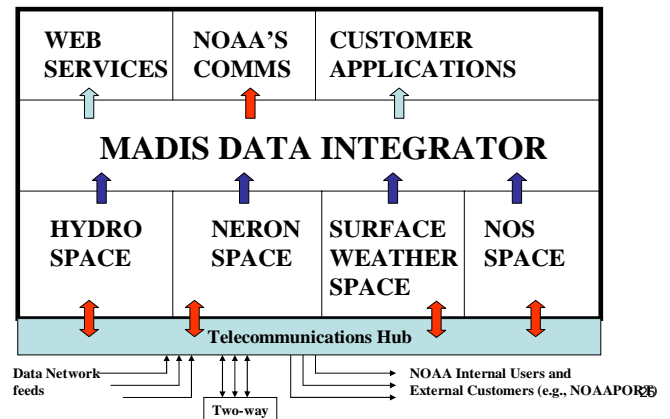 WEB
SERVICES
NOAA'S
COMMS
CUSTOMER
APPLICATIONS
MADIS DATA INTEGRATOR
HYDRO
SPACE
NERON
SPACE
SURFACE
WEATHER
SPACE
NOS
SPACE
Telecommunications Hub
Data Network
feeds
Two-way
NOAA Internal Users and
External Customers (e.g., NOAAPORT)